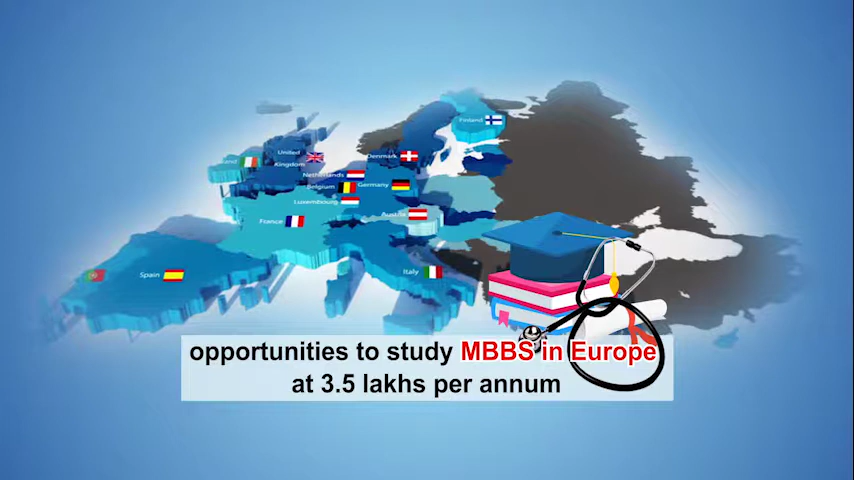 Finland
United
Kingdom
Denmark
Netherlands
Belgium
Germany
Luxembourg
Austria
France
Italy
Spain
opportunities to study MBBS in Europe
at 3.5 lakhs per annum